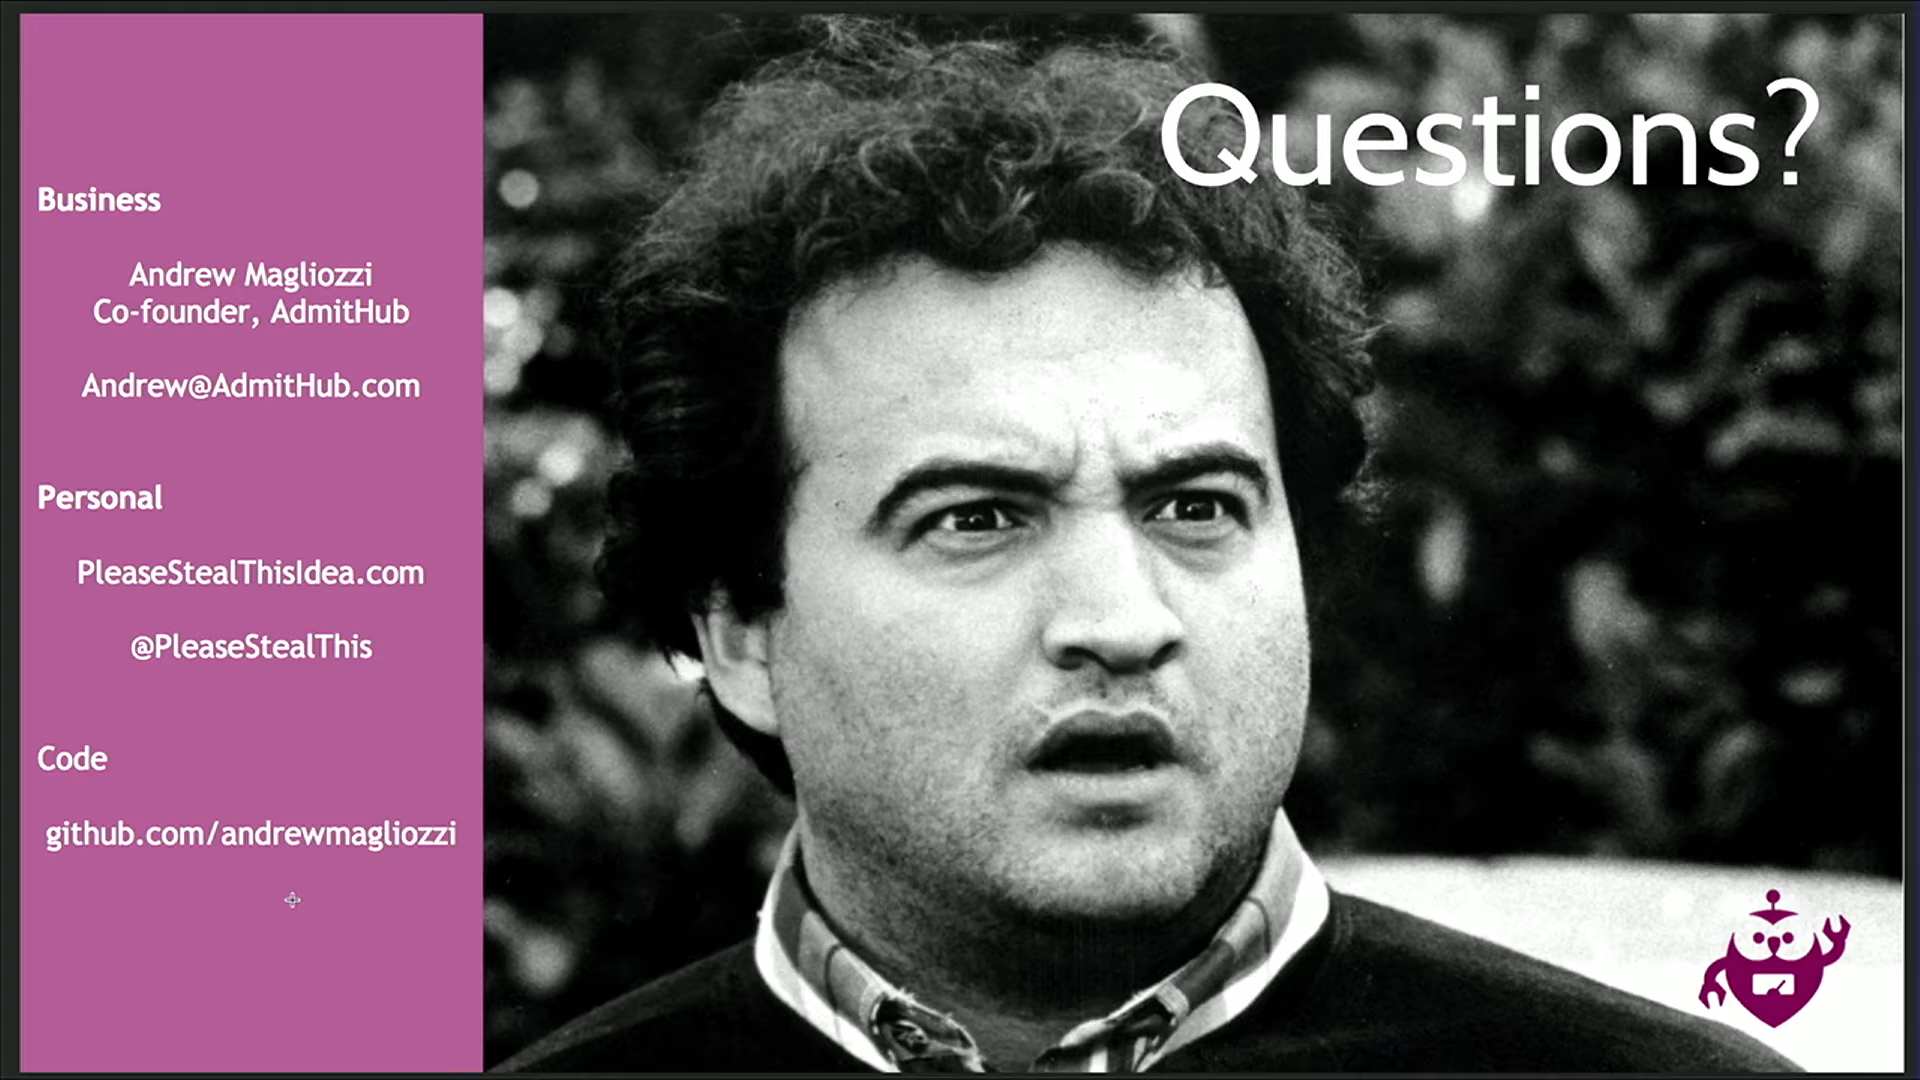 Questions?
Business
Andrew Magliozzi
Co-founder, AdmitHub
Andrew@AdmitHub.com
Personal
PleaseStealThisIdea.com
@PleaseStealThis
Code
github.com/andrewmagliozzi